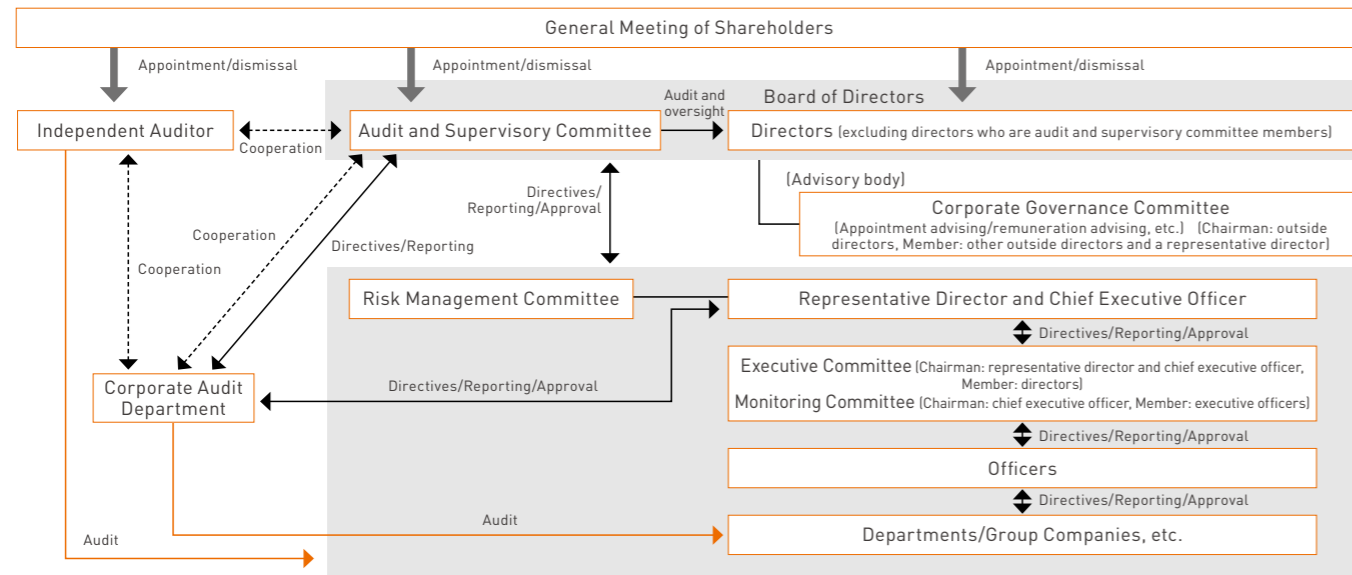 General Meeting of Shareholders
Appointment/dismissal
Appointment/dismissal
Appointment/dismissal
Board of Directors
Audit and
oversight
Independent Auditor
Cooperation
Audit and Supervisory Committee
Directors (excluding directors who are audit and supervisory committee members)
(Advisory body)
Directives/
Reporting/Approval
Corporate Governance Committee
(Appointment advising/remuneration advising, etc.) (Chairman: outside
directors, Member: other outside directors and a representative director)
Cooperation
Directives/Reporting
Cooperation
Risk Management Committee
Representative Director and Chief Executive Officer
Directives/Reporting/Approval
Executive Committee (Chairman: representative director and chief executive officer,
Member: directors)
Monitoring Committee (Chairman: chief executive officer, Member: executive officers)
Corporate Audit
Department
Directives/Reporting/Approval
Directives/Reporting/Approval
Officers
Directives/Reporting/Approval
Audit
Departments/Group Companies, etc.
Audit